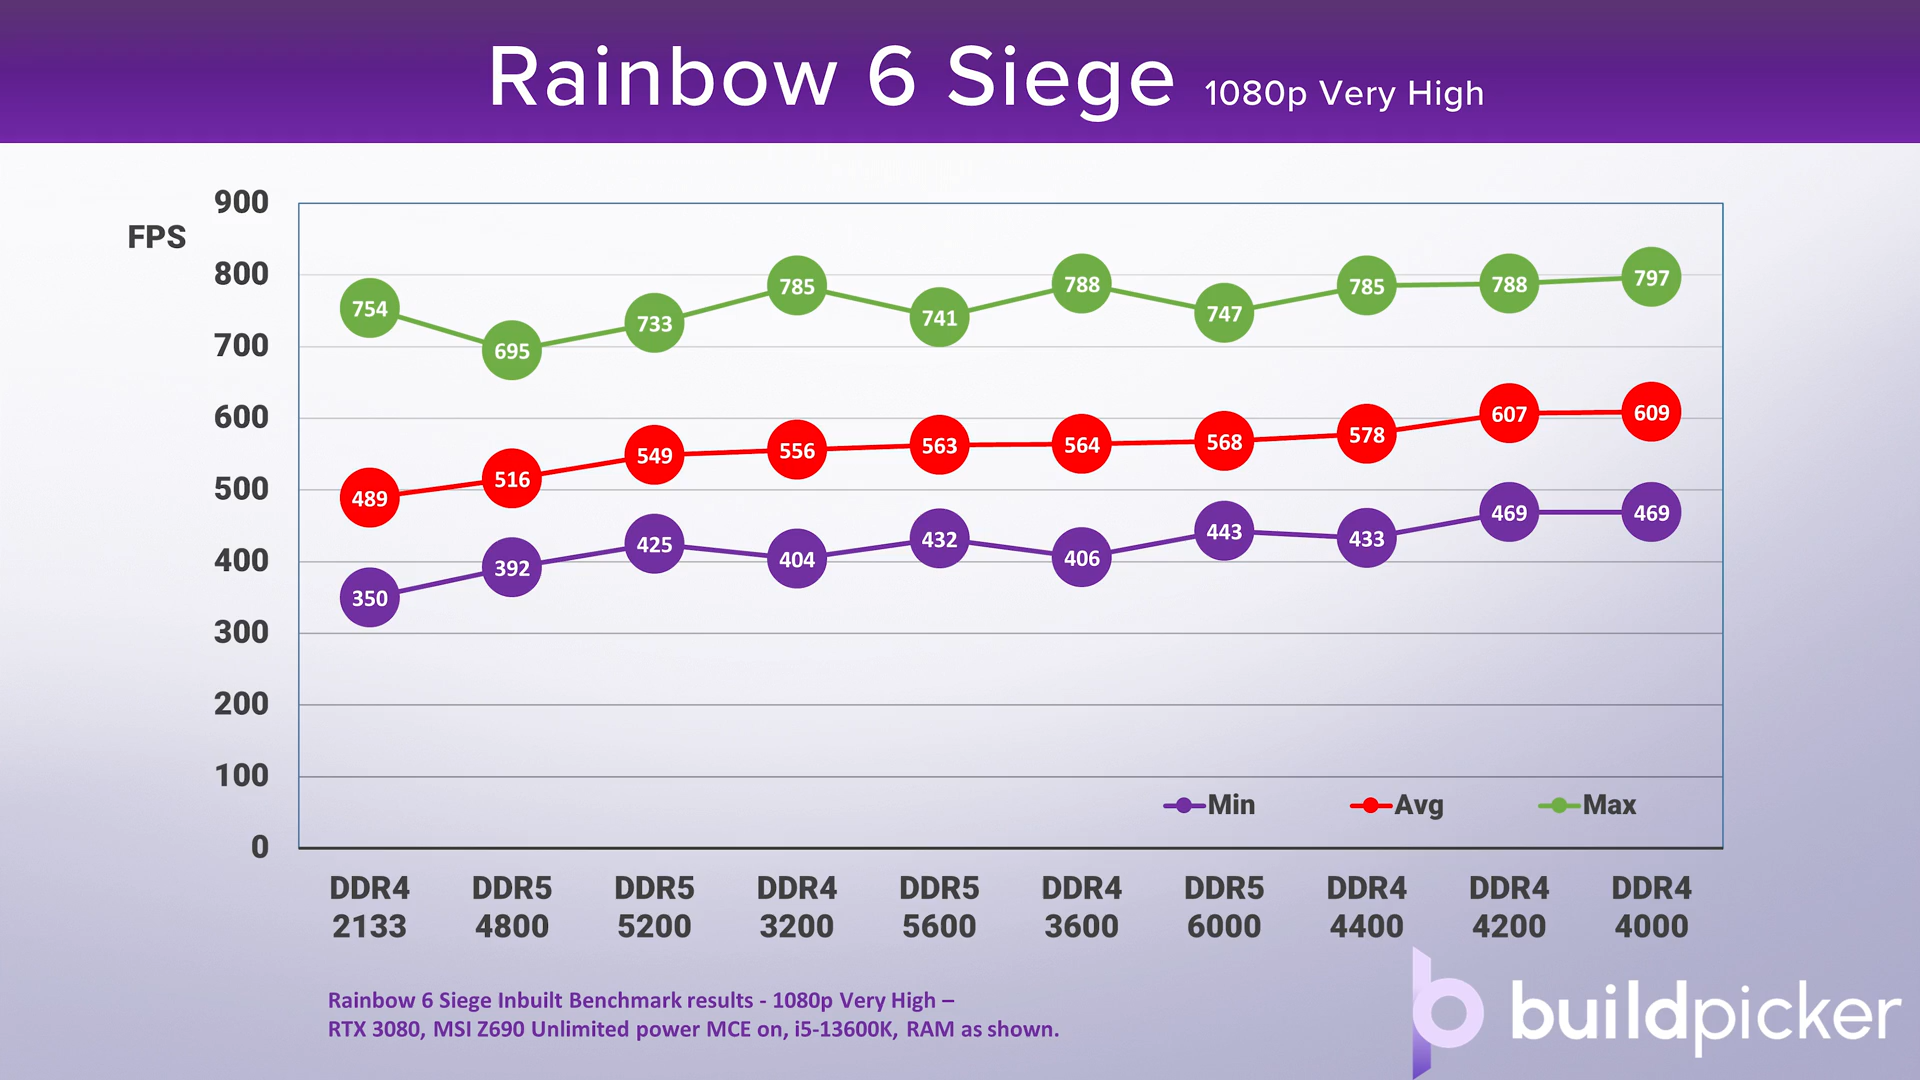 Rainbow 6 Siege 1080p Very High
900
FPS
800
700
600
500
400
300
200
100
0
754 695 733 785 741 788 747 785 788 797
489 516 549 556 563 564 568 578 607 609
350 392 425 404 432 406 443 433 469 469
Min Avg Max
DDR4 DDR5 DDR5 DDR4 DDR5 DDR4 DDR5 DDR4 DDR4 DDR4
2133 4800 5200 3200 5600 3600 6000 4400 4200 4000
Rainbow 6 Siege Inbuilt Benchmark results - 1080p Very High –
RTX 3080, MSI Z690 Unlimited power MCE on, i5-13600K, RAM as shown.
buildpicker